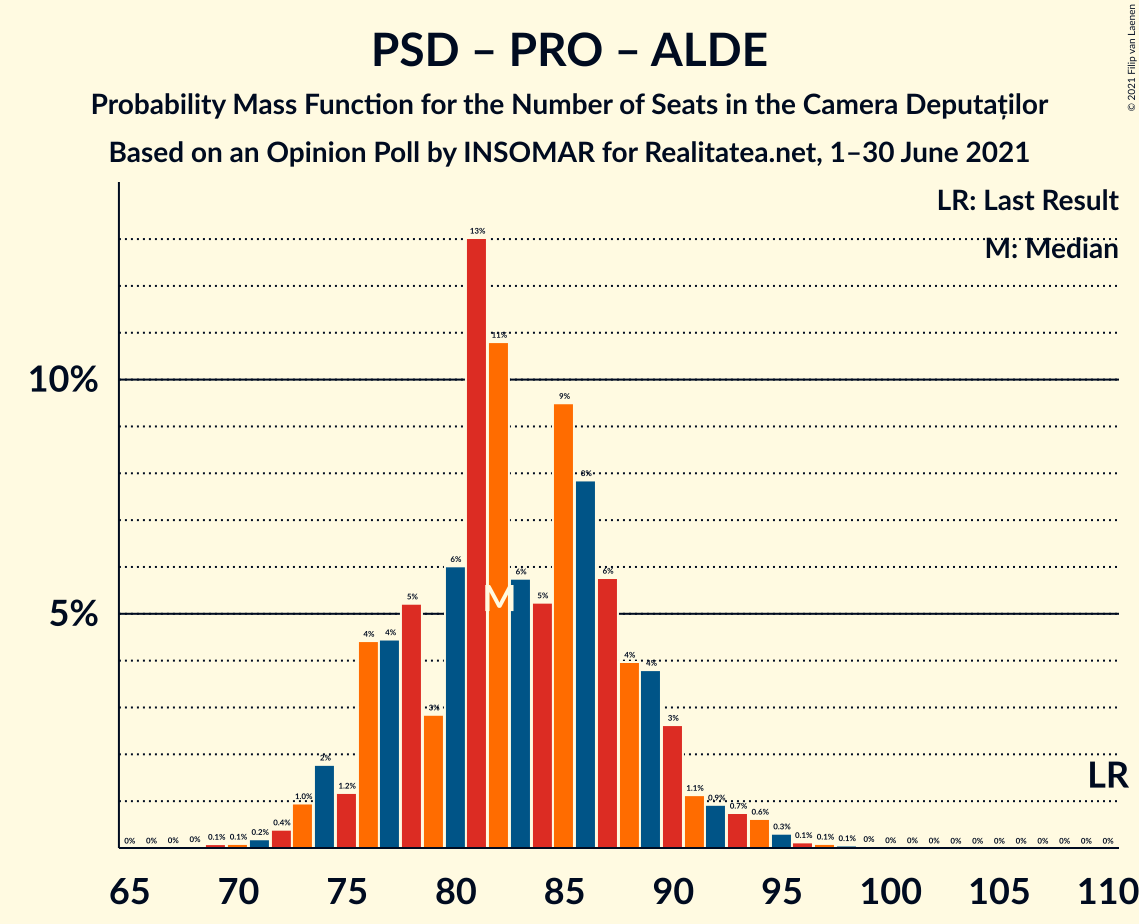 PSD – PRO – ALDE
Probability Mass Function for the Number of Seats in the Camera Deputaților
Based on an Opinion Poll by INSOMAR for Realitatea.net, 1–30 June 2021
© 2021 Filip van Laenen
LR: Last Result
M: Median
10%
5%
0% 0% 0% 0% 0.1% 0.1% 0.2% 0.4% 1.0% 2% 1.2% 4% 4% 5% 3% 6% 13% 11% 6% 5% 9% 8% 6% 4% 4% 3% 1.1% 0.9% 0.7% 0.6% 0.3% 0.1% 0.1% 0.1% 0% 0% 0% 0% 0% 0% 0% 0% 0% 0% 0% 0%
M
LR
65 70 75 80 85 90 95 100 105 110